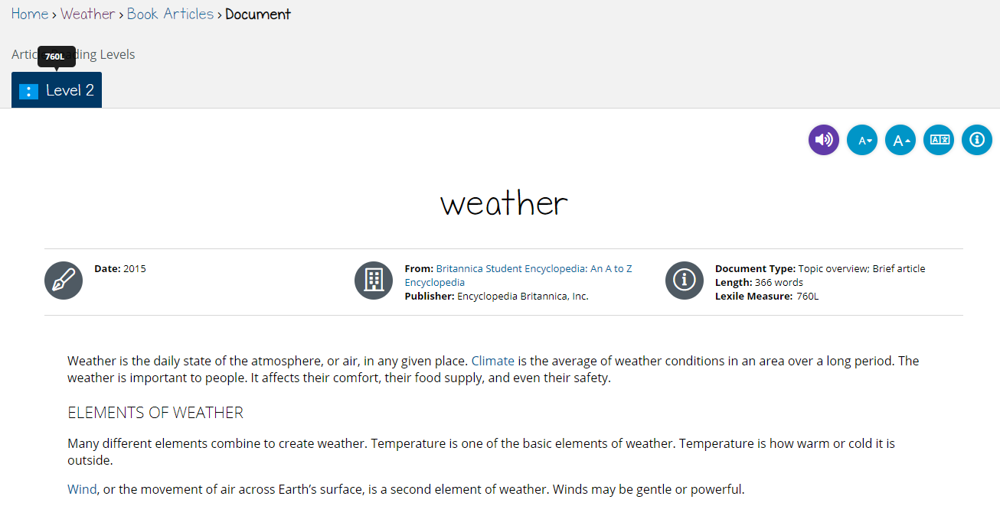 Home › Weather › Book Articles › Document
Article Reading Levels
760L
Level 2
A
A
A
weather
Date: 2015
From: Britannica Student Encyclopedia: An A to Z
Encyclopedia
Publisher: Encyclopedia Britannica, Inc.
Document Type: Topic overview; Brief article
Length: 366 words
Lexile Measure: 760L
Weather is the daily state of the atmosphere, or air, in any given place. Climate is the average of weather conditions in an area over a long period. The
weather is important to people. It affects their comfort, their food supply, and even their safety.
ELEMENTS OF WEATHER
Many different elements combine to create weather. Temperature is one of the basic elements of weather. Temperature is how warm or cold it is
outside.
Wind, or the movement of air across Earth’s surface, is a second element of weather. Winds may be gentle or powerful.